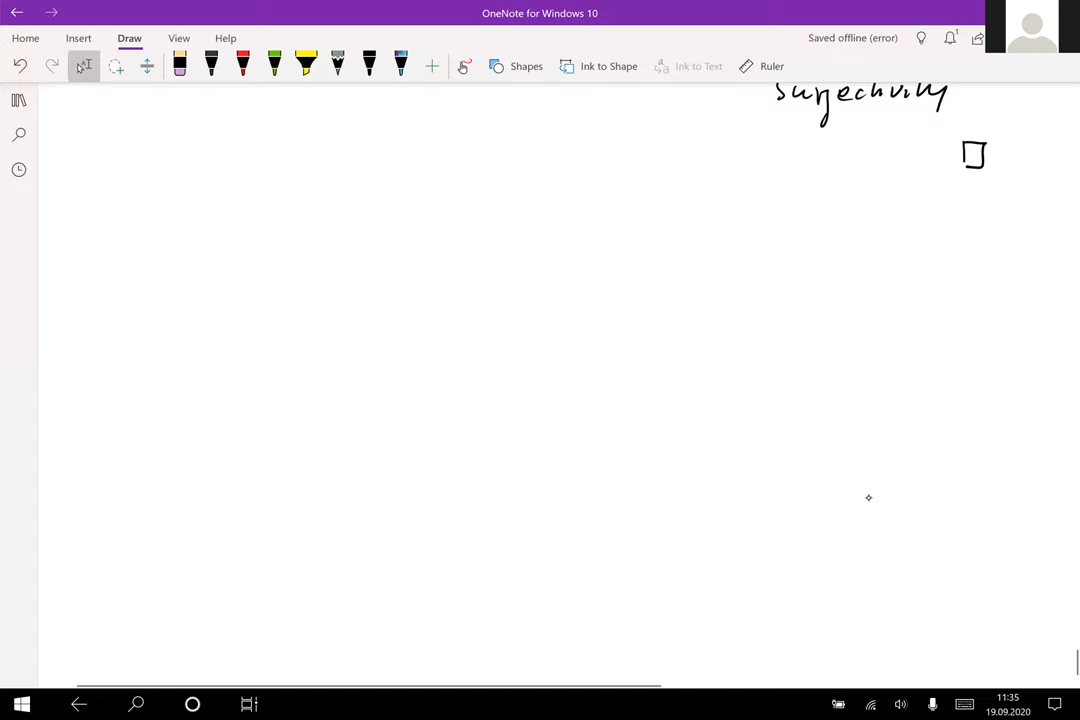 OneNote for Windows 10
Home Insert Draw View Help Saved offline (error) 1
Shapes Ink to Shape Ink to Text Ruler
surjectivity
11:35
19.09.2020